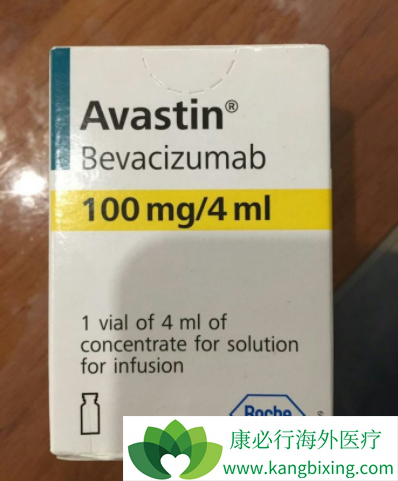 Avastin®
Bevacizumab
100 mg/4 ml
1 vial of 4 ml of
concentrate for solution
for infusion
Roche
®
康必行海外医疗
www.kangbixing.com